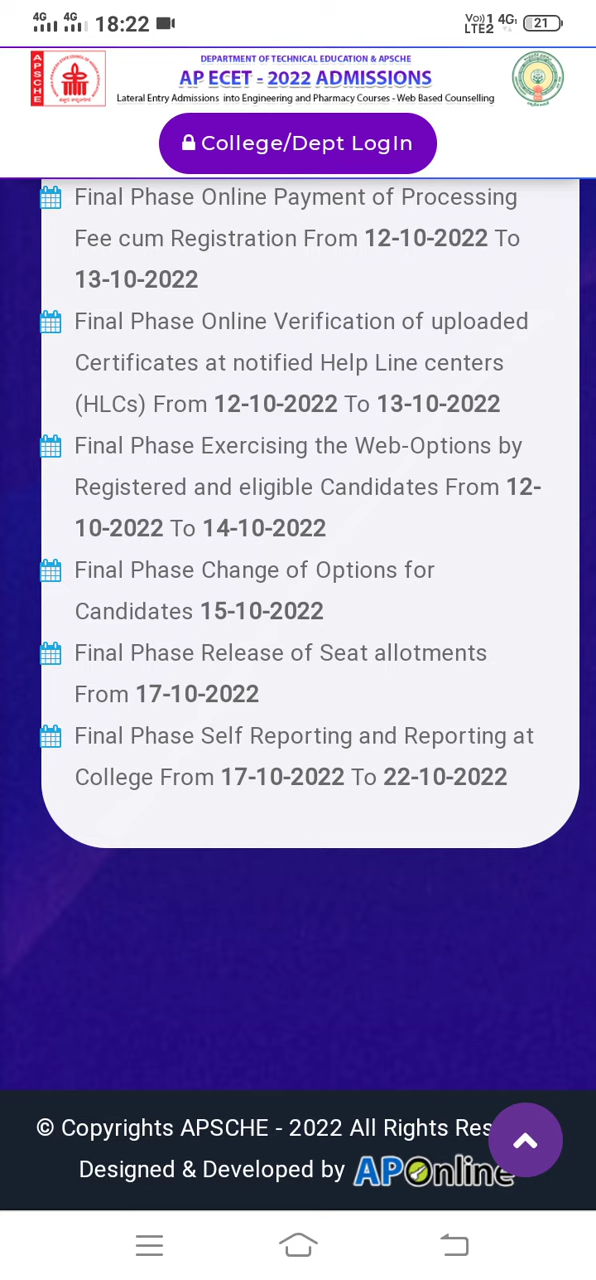 4G 4G 18:22 Vo)) 1 4G 21
LTE2
DEPARTMENT OF TECHNICAL EDUCATION & APSCHE
APSCHE
AP ECET - 2022 ADMISSIONS
Lateral Entry Admissions into Engineering and Pharmacy Courses - Web Based Counselling
College/Dept LogIn
Final Phase Online Payment of Processing
Fee cum Registration From 12-10-2022 To
13-10-2022
Final Phase Online Verification of uploaded
Certificates at notified Help Line centers
(HLCs) From 12-10-2022 To 13-10-2022
Final Phase Exercising the Web-Options by
Registered and eligible Candidates From 12-
10-2022 To 14-10-2022
Final Phase Change of Options for
Candidates 15-10-2022
Final Phase Release of Seat allotments
From 17-10-2022
Final Phase Self Reporting and Reporting at
College From 17-10-2022 To 22-10-2022
© Copyrights APSCHE - 2022 All Rights Res
Designed & Developed by APOnline